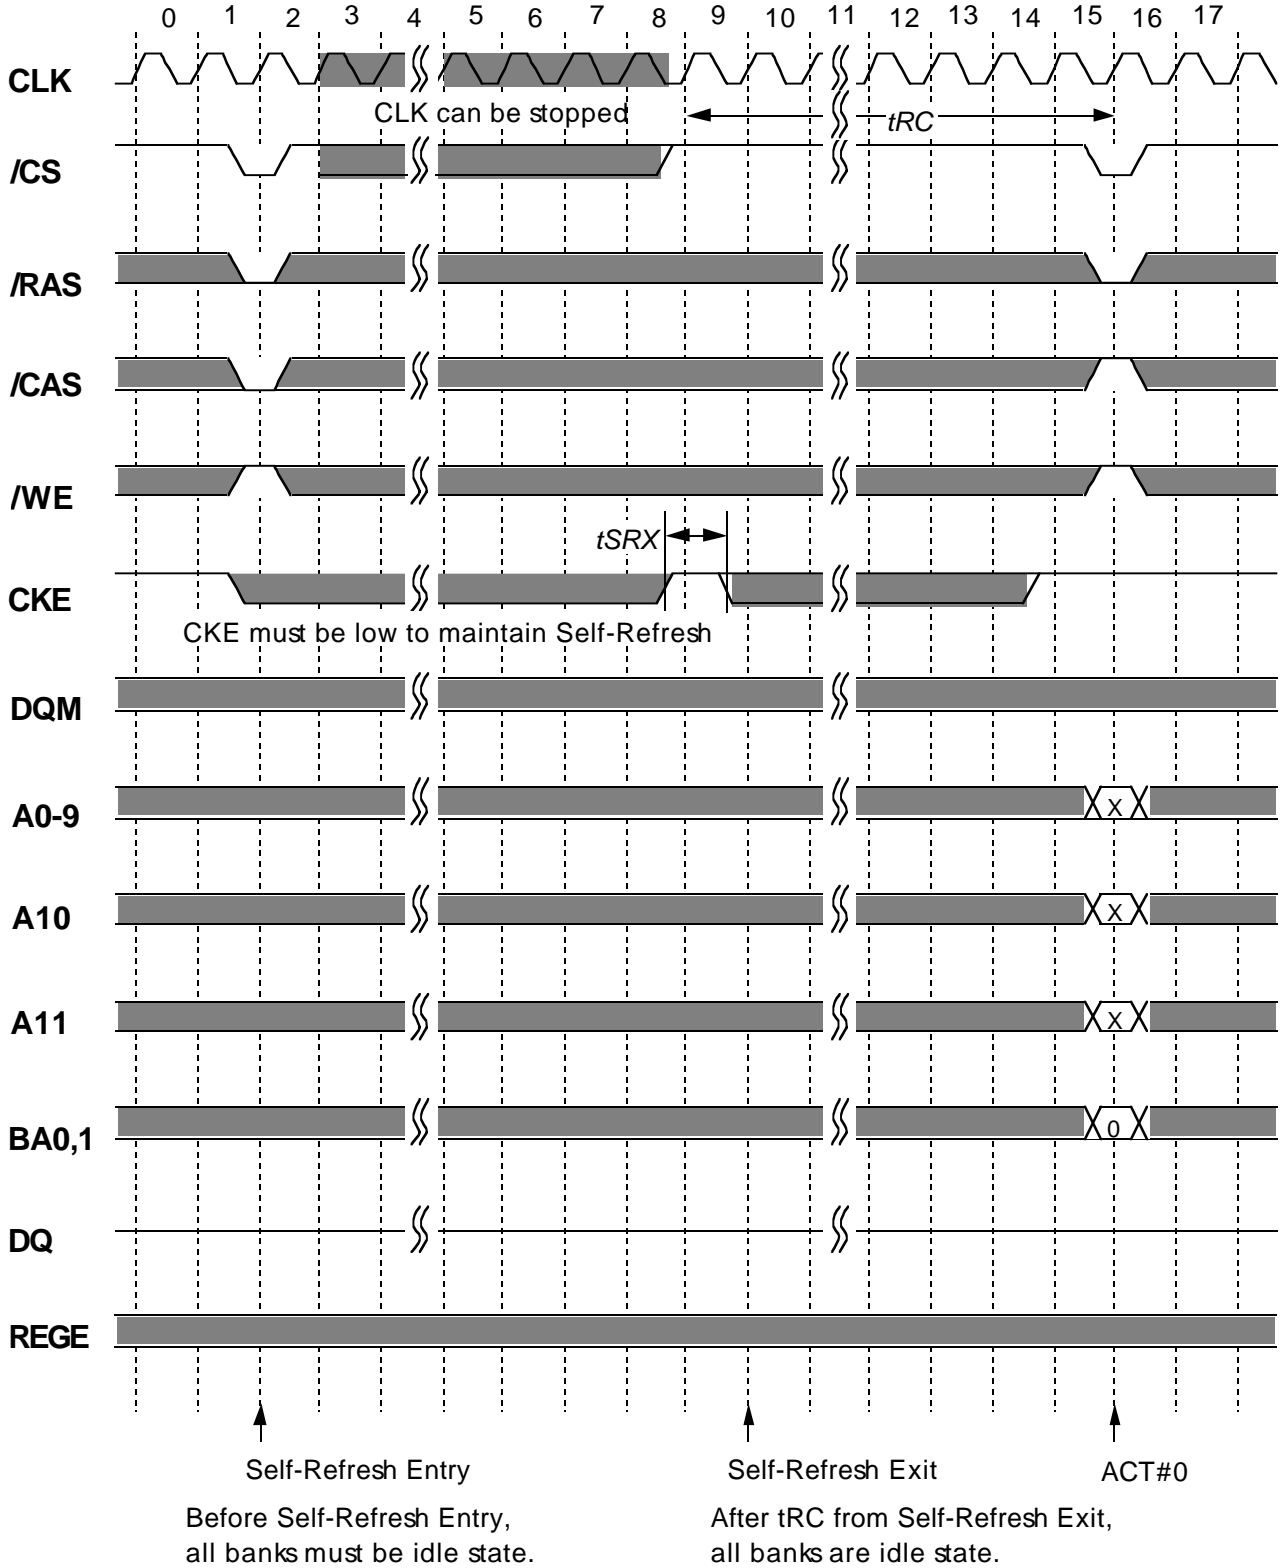 0 1 2 3 4 5 6 7 8 9 10 11 12 13 14 15 16 17
CLK
CLK can be stopped
tRC
/CS
/RAS
/CAS
/WE
tSRX
CKE
CKE must be low to maintain Self-Refresh
DQM
A0-9
X
A10
X
A11
X
BA0,1
0
DQ
REGE
Self-Refresh Entry
Self-Refresh Exit
ACT#0
Before Self-Refresh Entry,
all banks must be idle state.
After tRC from Self-Refresh Exit,
all banks are idle state.